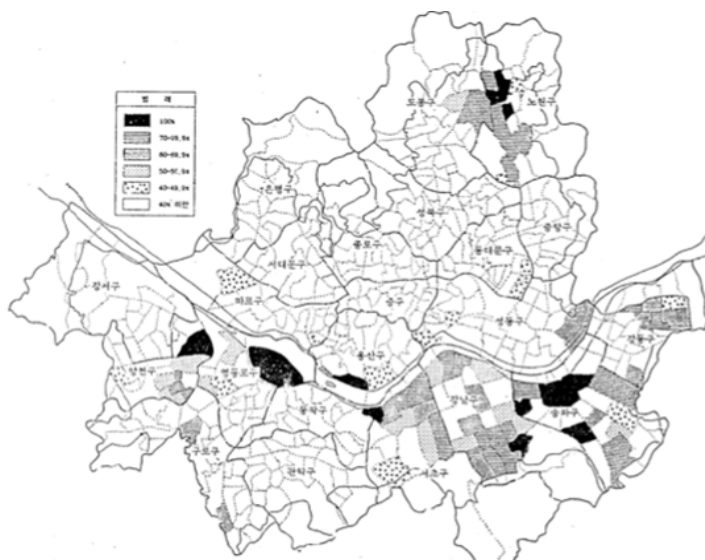 범 례
100%
70-99.9%
60-69.9%
50-59.9%
40-49.9%
40% 미만
도봉구
노원구
은평구
성북구
중랑구
종로구
동대문구
서대문구
강서구
마포구
중구
성동구
강동구
용산구
양천구
영등포구
강남구
송파구
동작구
구로구
관악구
서초구